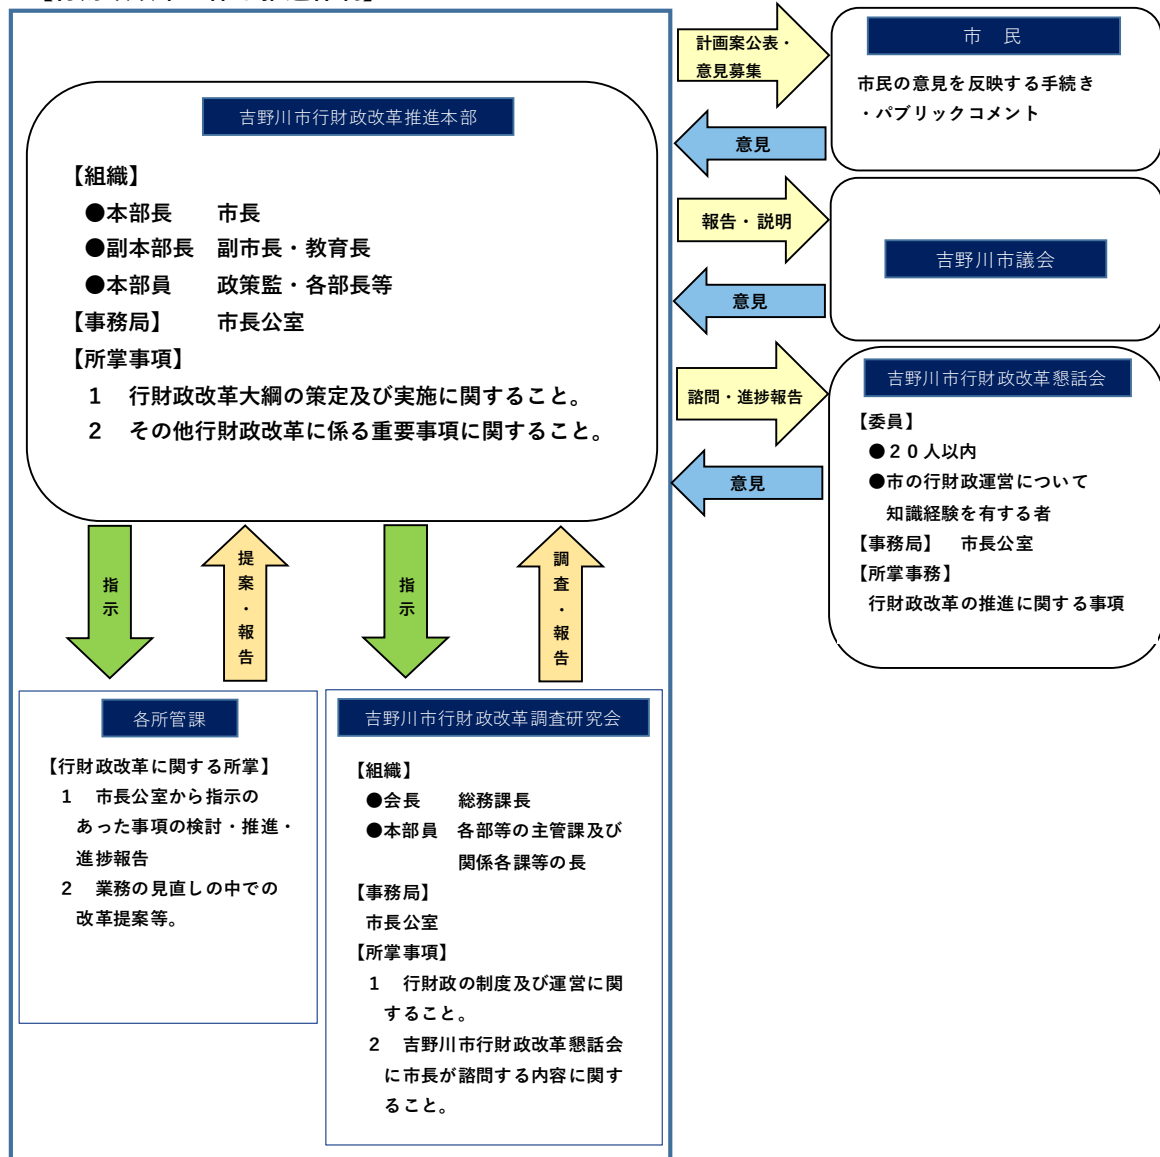 吉野川市行財政改革推進本部
【組織】
●本部長　市長
●副本部長　副市長・教育長
●本部員　政策監・各部長等
【事務局】　市長公室
【所掌事項】
1　行財政改革大綱の策定及び実施に関すること。
2　その他行財政改革に係る重要事項に関すること。
計画案公表・
意見募集
意見
市　民
市民の意見を反映する手続き
・パブリックコメント
報告・説明
意見
吉野川市議会
諮問・進捗報告
意見
吉野川市行財政改革懇話会
【委員】
●２０人以内
●市の行財政運営について
知識経験を有する者
【事務局】　市長公室
【所掌事務】
行財政改革の推進に関する事項
指示
提案・報告
指示
調査・報告
各所管課
【行財政改革に関する所掌】
1　市長公室から指示の
あった事項の検討・推進・
進捗報告
2　業務の見直しの中での
改革提案等。
吉野川市行財政改革調査研究会
【組織】
●会長　総務課長
●本部員　各部等の主管課及び
関係各課等の長
【事務局】
市長公室
【所掌事項】
1　行財政の制度及び運営に関
すること。
2　吉野川市行財政改革懇話会
に市長が諮問する内容に関す
ること。